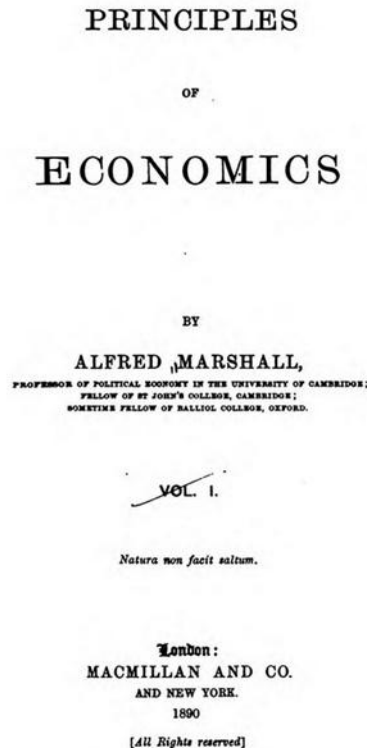 PRINCIPLES
OF
ECONOMICS
BY
ALFRED MARSHALL,
PROFESSOR OF POLITICAL ECONOMY IN THE UNIVERSITY OF CAMBRIDGE;
FELLOW OF ST JOHN'S COLLEGE, CAMBRIDGE;
SOMETIME FELLOW OF BALLIOL COLLEGE, OXFORD.
VOL. I.
Natura non facit saltum.
London:
MACMILLAN AND CO.
AND NEW YORK.
1890
[All Rights reserved]